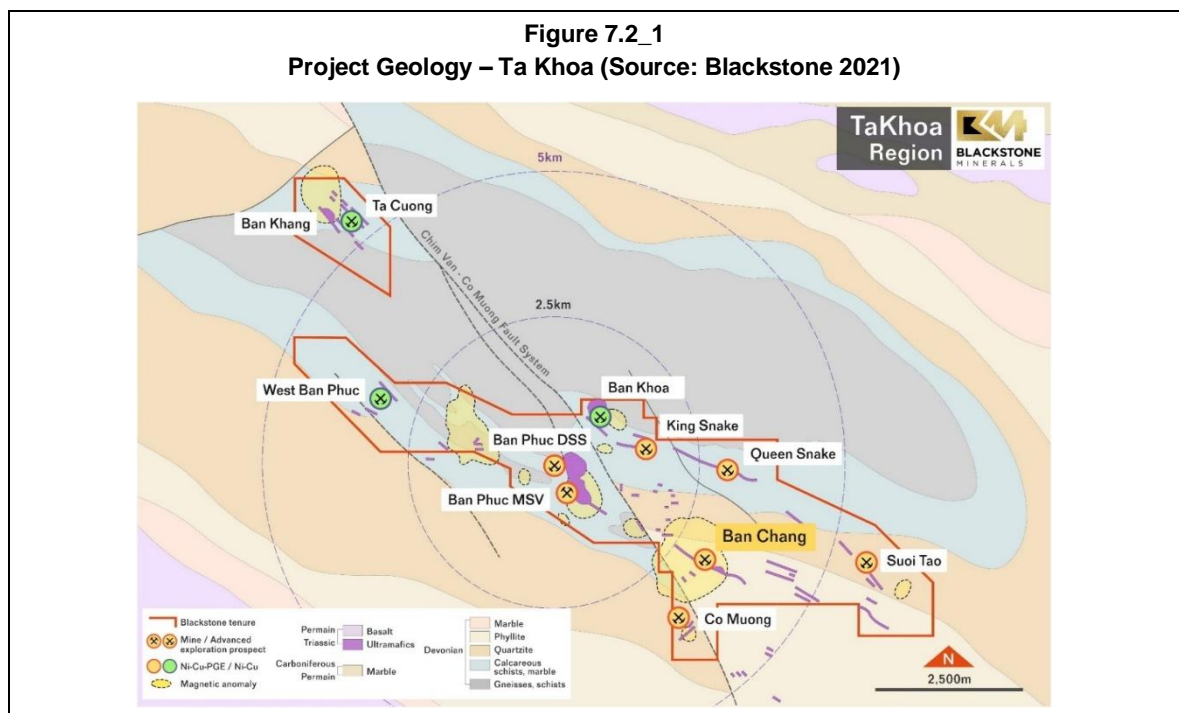 Figure 7.2_1
Project Geology – Ta Khoa (Source: Blackstone 2021)
TaKhoa
Region
BM
BLACKSTONE
MINERALS
5km
Ta Cuong
Ban Khang
Chim Van - Co Muong Fault System
2.5km
Ban Khoa
West Ban Phuc
King Snake
Ban Phuc DSS
Queen Snake
Ban Phuc MSV
Ban Chang
Suoi Tao
Co Muong
Blackstone tenure
Mine / Advanced
exploration prospect
Ni-Cu-PGE / Ni-Cu
Magnetic anomaly
Permain
Triassic
Basalt
Ultramafics
Carboniferous
Permain
Marble
Devonian
Marble
Phyllite
Quartzite
Calcareous
schists, marble
Gneisses, schists
N
2,500m